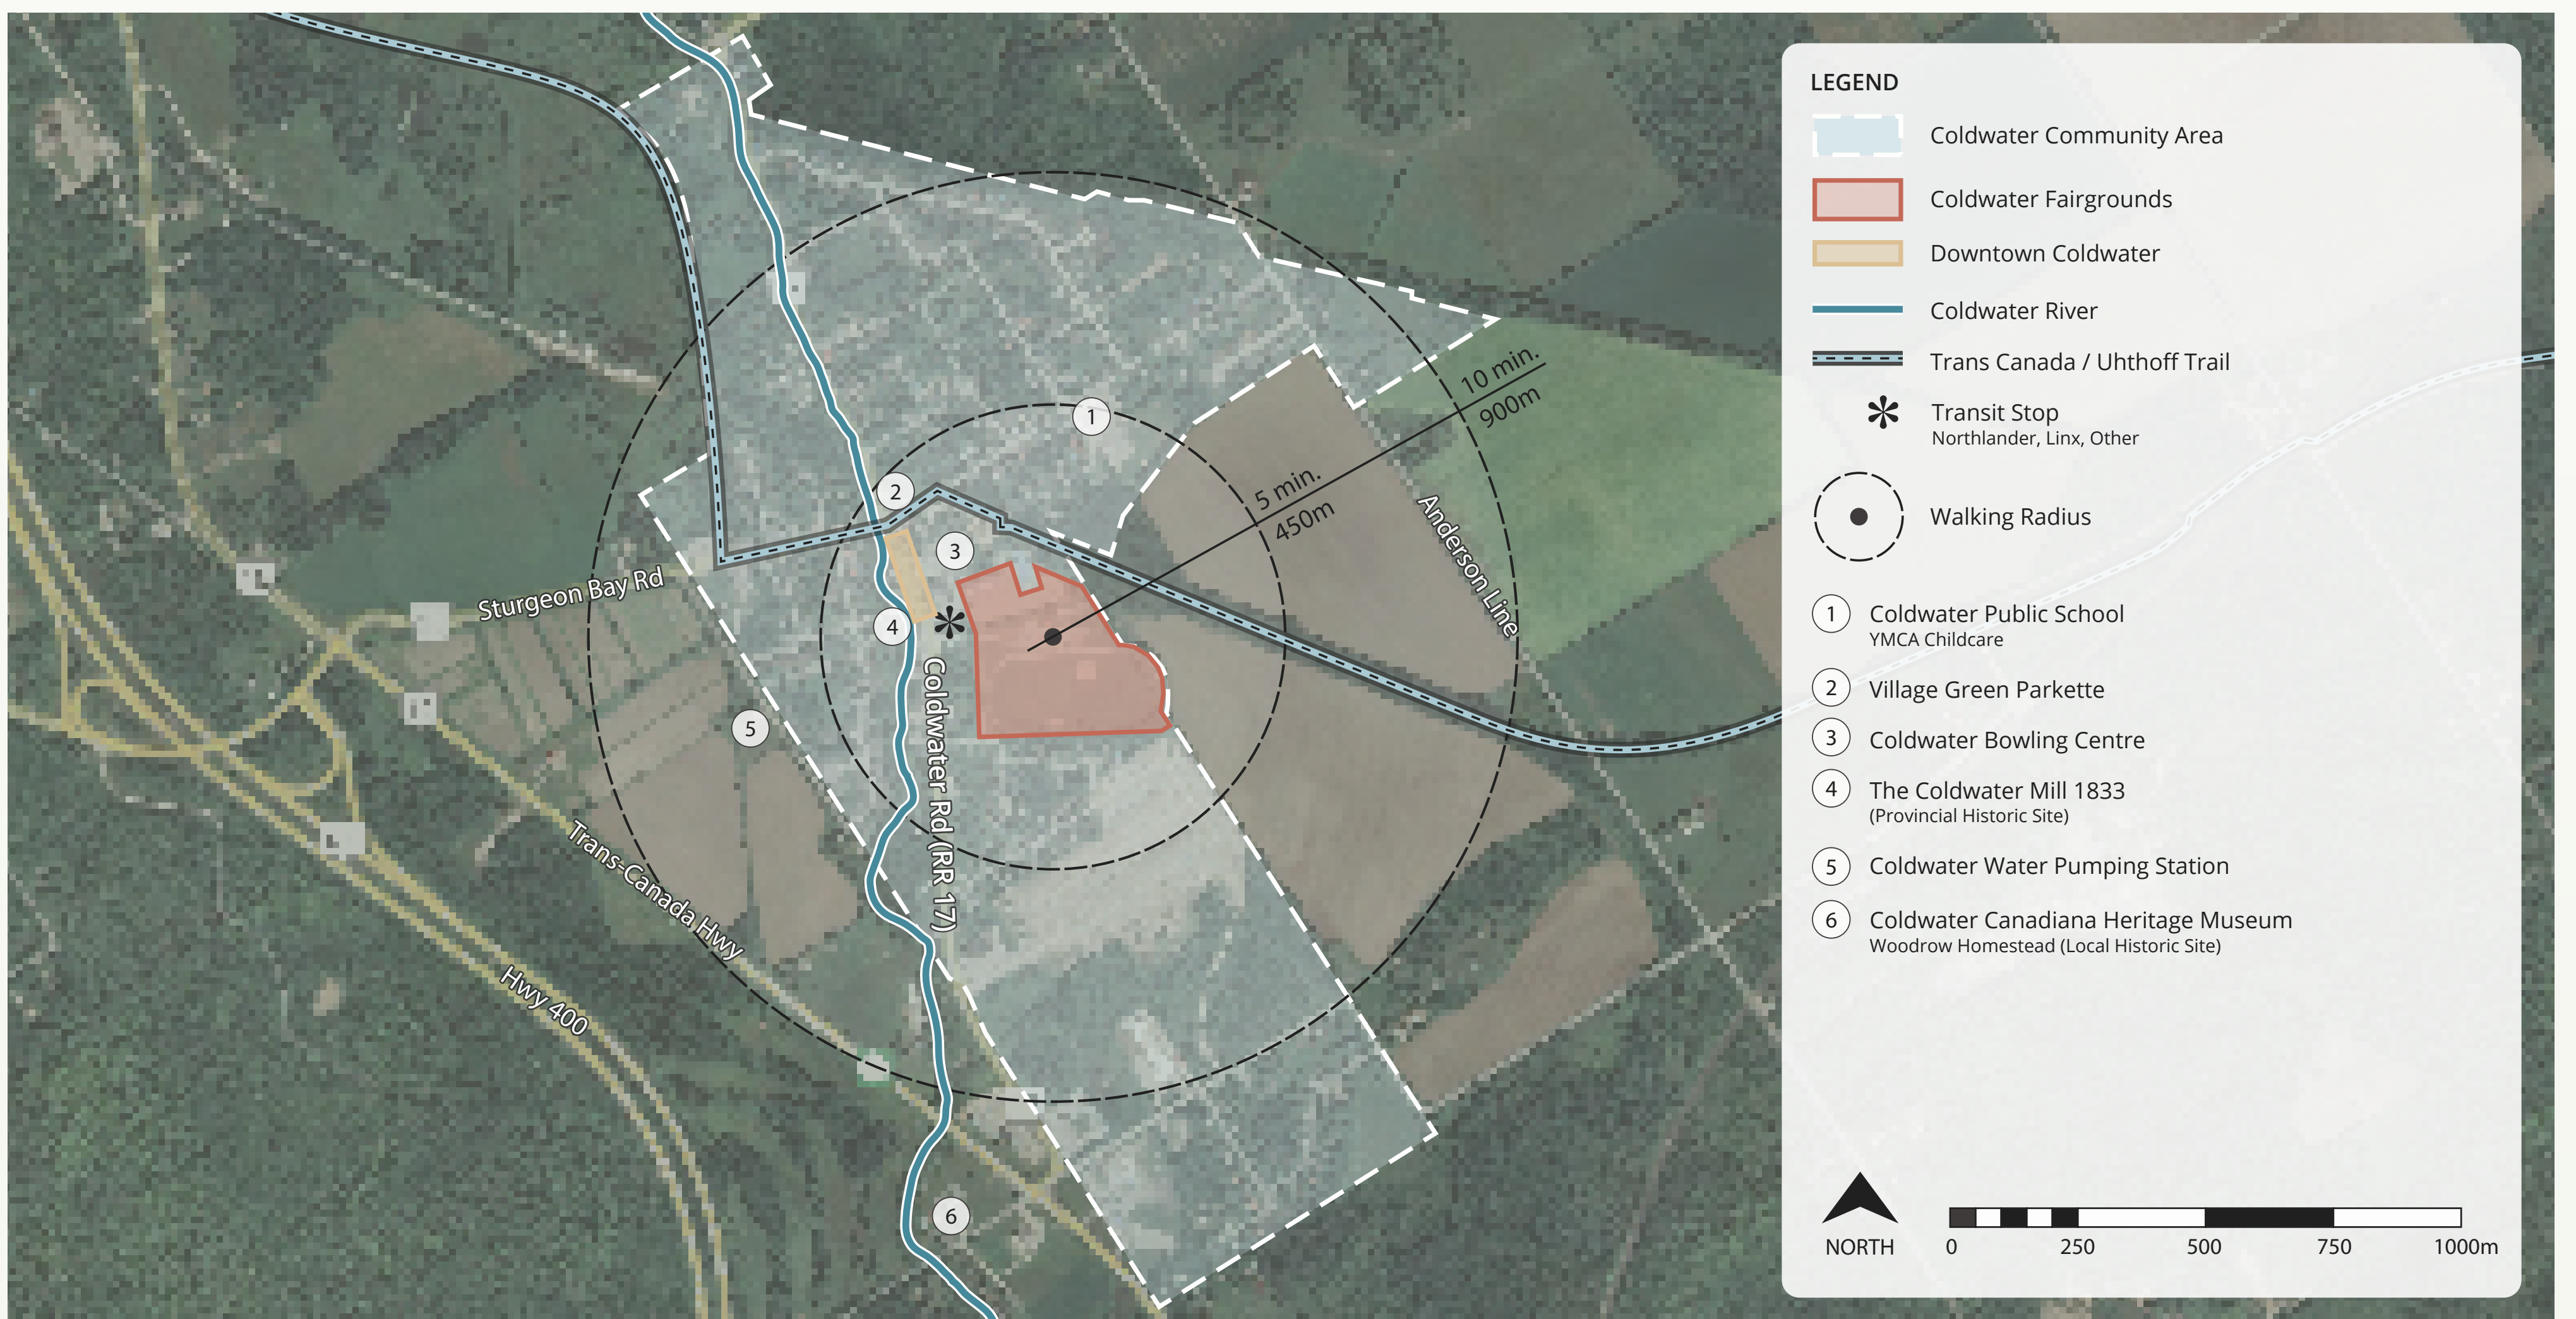 10 min.
900m
5 min.
450m
Anderson Line
Sturgeon Bay Rd
Coldwater Rd (RR 17)
Trans-Canada Hwy
Hwy 400
1
2
3
4
5
6
LEGEND
Coldwater Community Area
Coldwater Fairgrounds
Downtown Coldwater
Coldwater River
Trans Canada / Uhthoff Trail
Transit Stop
Northlander, Linx, Other
Walking Radius
1 Coldwater Public School
YMCA Childcare
2 Village Green Parkette
3 Coldwater Bowling Centre
4 The Coldwater Mill 1833
(Provincial Historic Site)
5 Coldwater Water Pumping Station
6 Coldwater Canadiana Heritage Museum
Woodrow Homestead (Local Historic Site)
NORTH
0 250 500 750 1000m